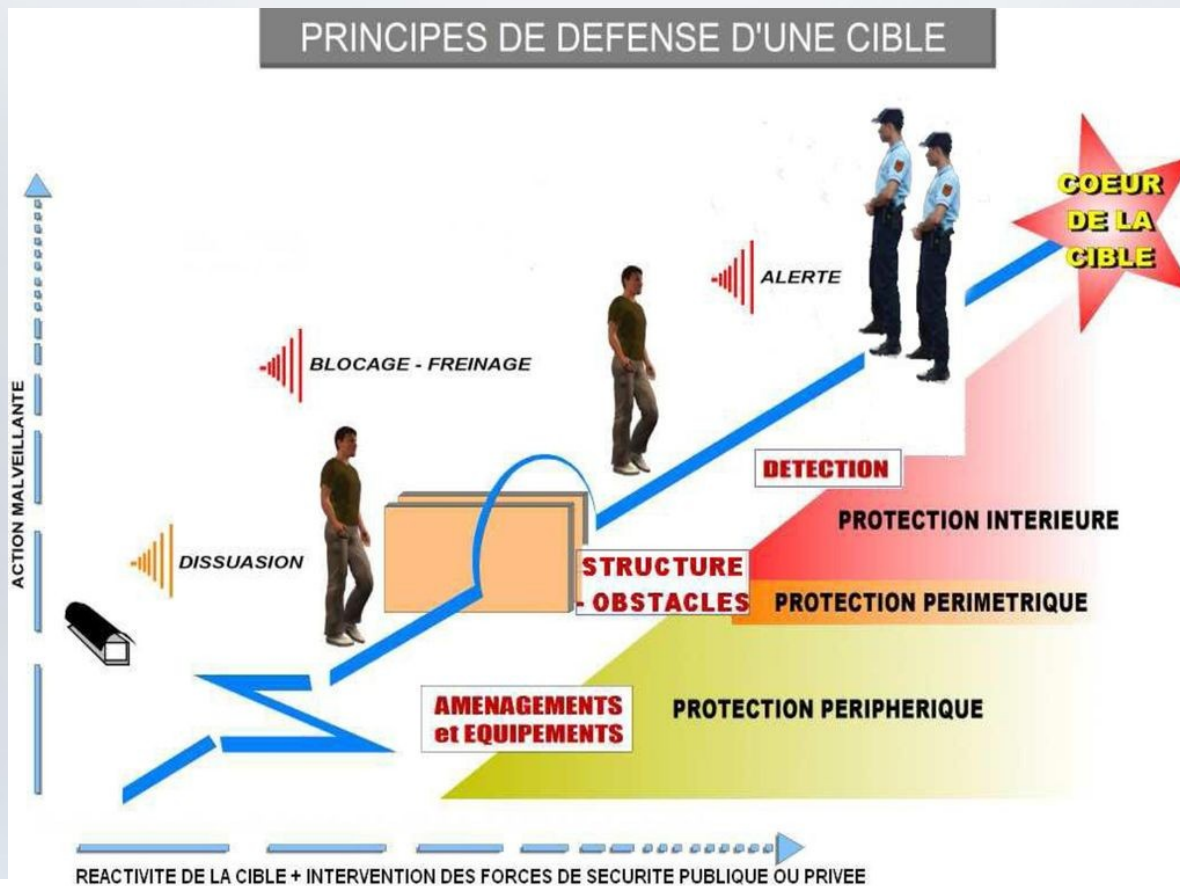 PRINCIPES DE DEFENSE D'UNE CIBLE
COEUR
DE LA
CIBLE
ALERTE
BLOCAGE - FREINAGE
DISSUASION
ACTION MALVEILLANTE
DETECTION
PROTECTION INTERIEURE
STRUCTURE
- OBSTACLES
PROTECTION PERIMETRIQUE
AMENAGEMENTS
et EQUIPEMENTS
PROTECTION PERIPHERIQUE
REACTIVITE DE LA CIBLE + INTERVENTION DES FORCES DE SECURITE PUBLIQUE OU PRIVEE